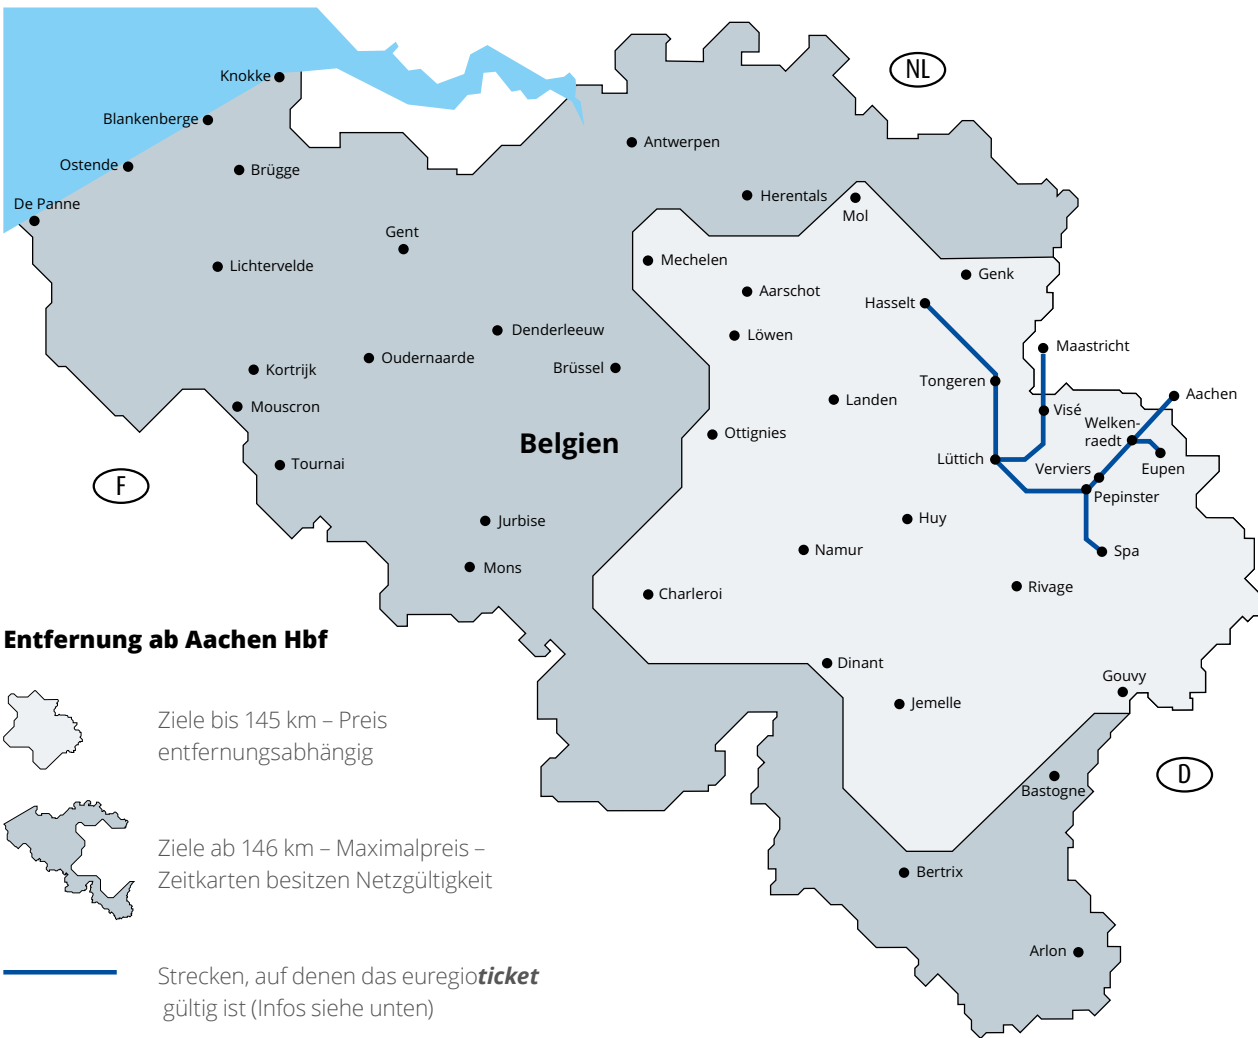 NL
Knokke
Blankenberge
Antwerpen
Ostende
Brügge
Herentals
De Panne
Mol
Gent
Mechelen
Lichtervelde
Genk
Aarschot
Hasselt
Denderleeuw
Löwen
Maastricht
Oudernaarde
Brüssel
Kortrijk
Tongeren
Aachen
Landen
Mouscron
Visé
Welken-
raedt
Ottignies
Belgien
Lüttich
Tournai
Verviers
Eupen
F
Pepinster
Jurbise
Huy
Namur
Spa
Mons
Rivage
Charleroi
Entfernung ab Aachen Hbf
Dinant
Gouvy
Jemelle
Ziele bis 145 km – Preis
entfernungsabhängig
D
Bastogne
Ziele ab 146 km – Maximalpreis –
Zeitkarten besitzen Netzgültigkeit
Bertrix
Arlon
Strecken, auf denen das euregioticket
gültig ist (Infos siehe unten)